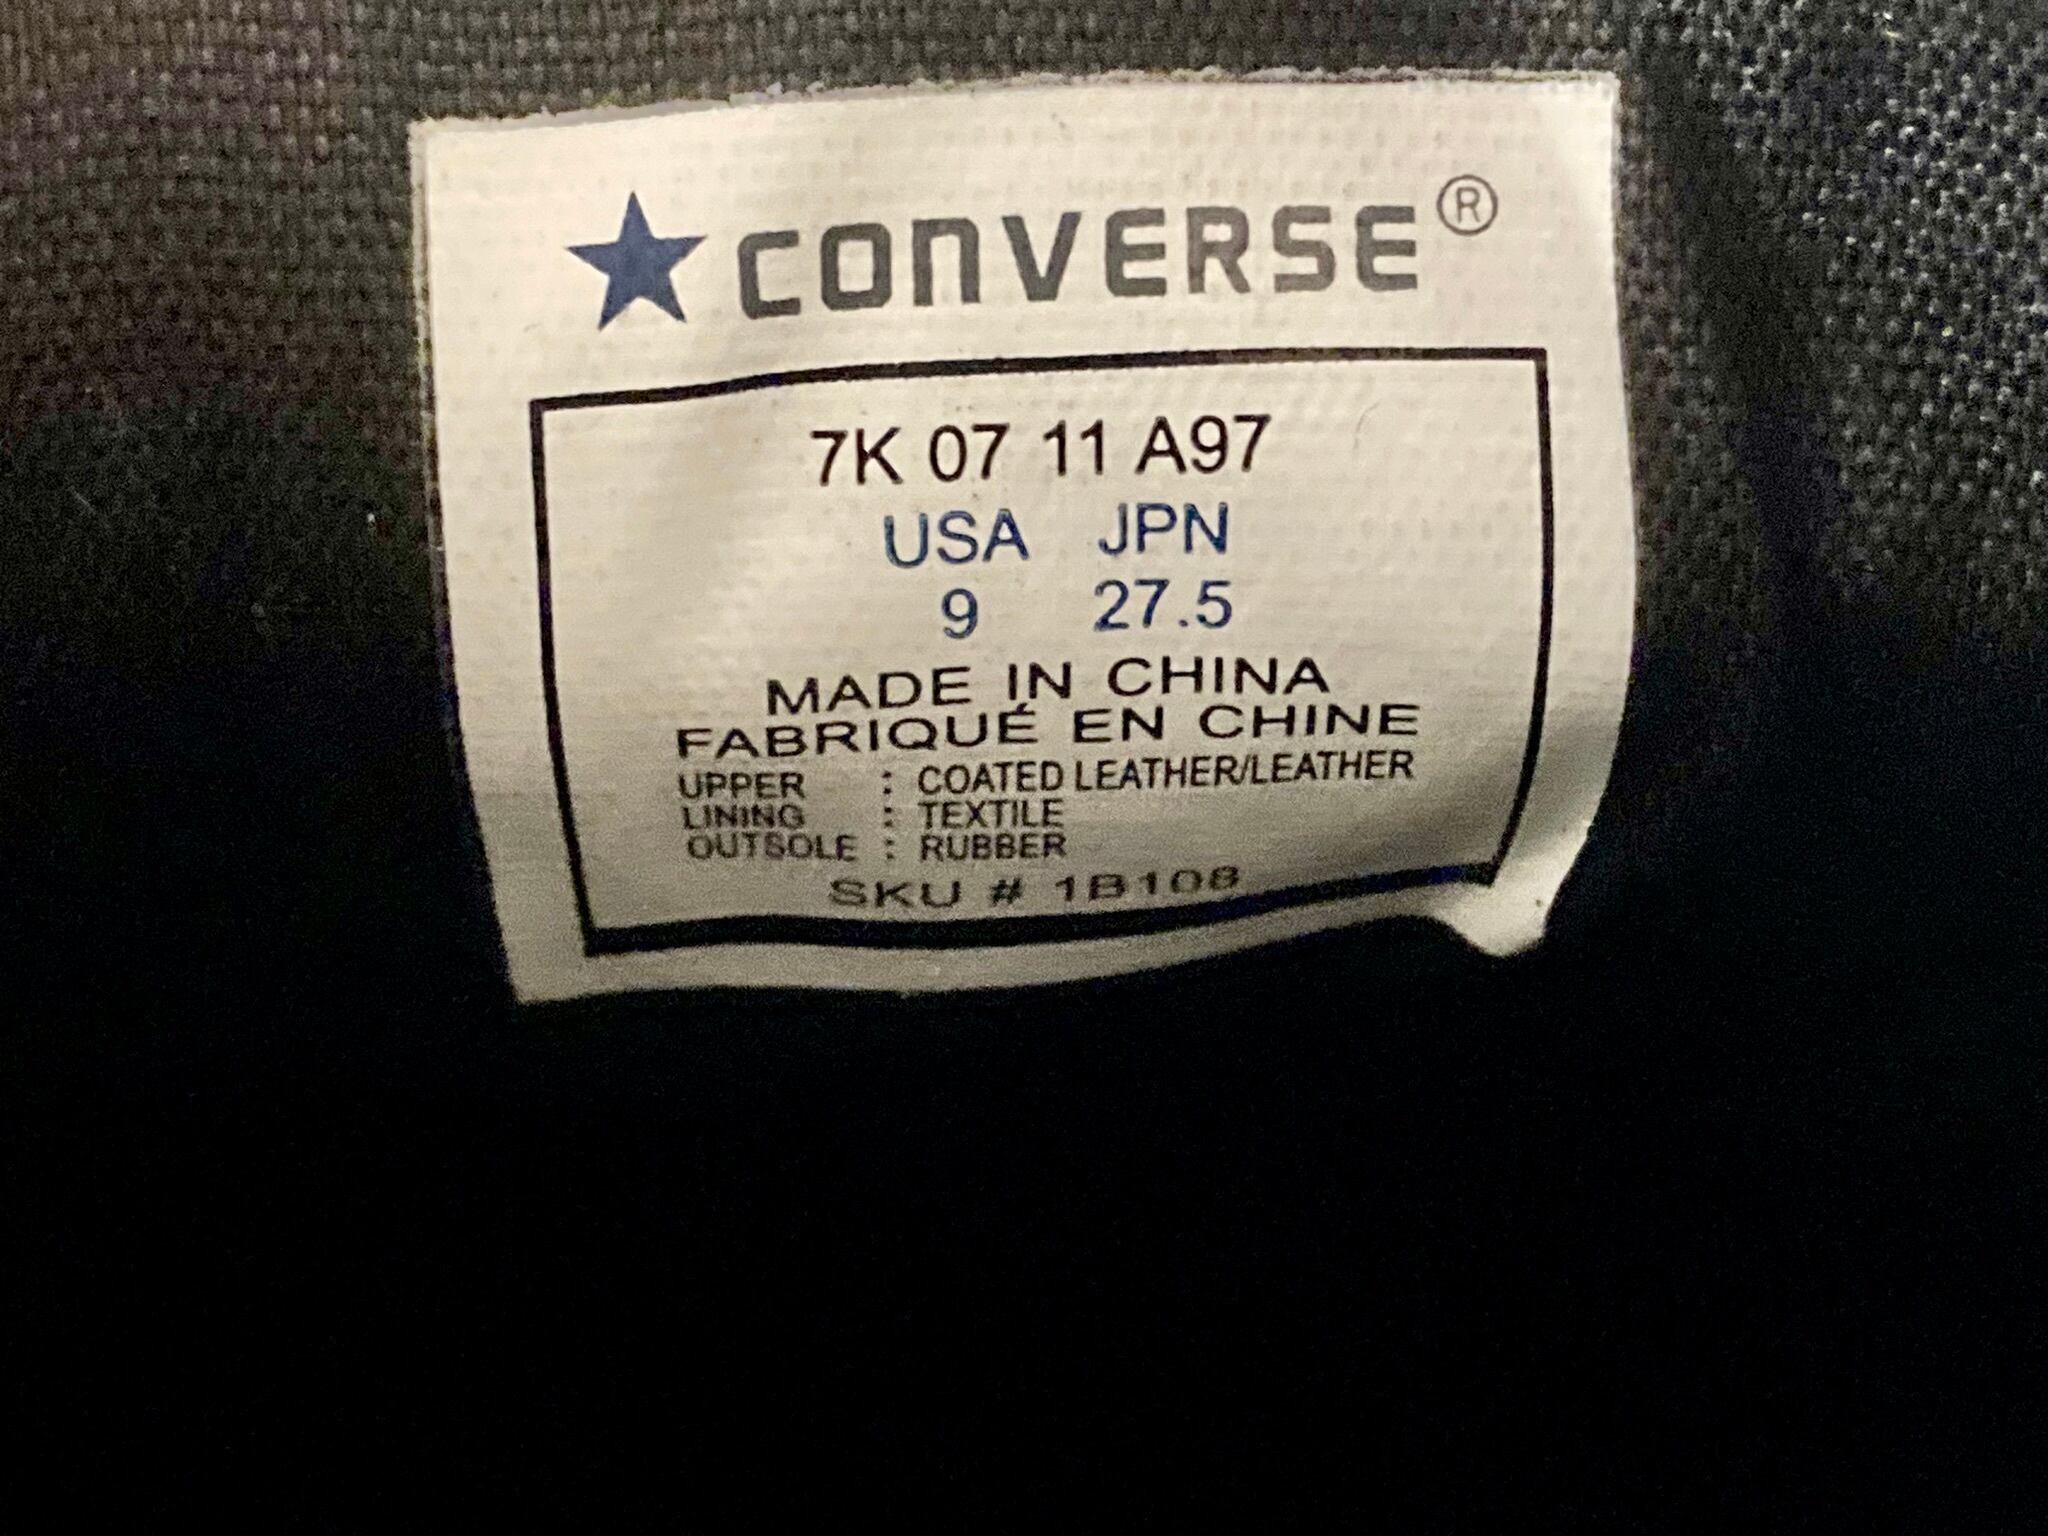 CONVERSE®
7K 07 11 A97
USA JPN
9 27.5
MADE IN CHINA
FABRIQUÉ EN CHINE
UPPER : COATED LEATHER/LEATHER
LINING : TEXTILE
OUTSOLE : RUBBER
SKU # 1B108